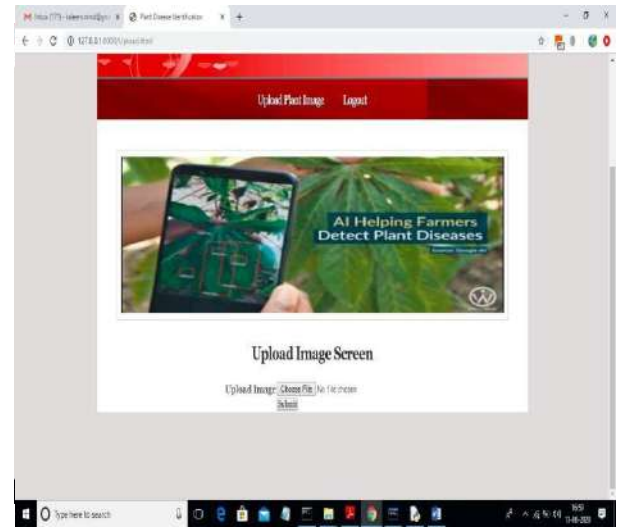 Plant Disease Identification
Upload Plant Image Logout
AI Helping Farmers
Detect Plant Diseases
Upload Image Screen
Upload Image Choose File No file chosen
Type here to search